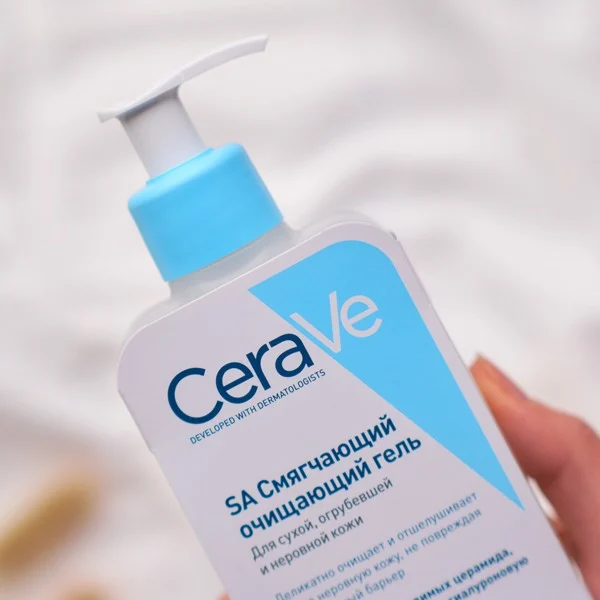 CeraVe
DEVELOPED WITH DERMATOLOGISTS
SA Смягчающий
очищающий гель
Для сухой, огрубевшей
и неровной кожи
Деликатно очищает и отшелушивает
неровную кожу, не повреждая
барьер
церамида,